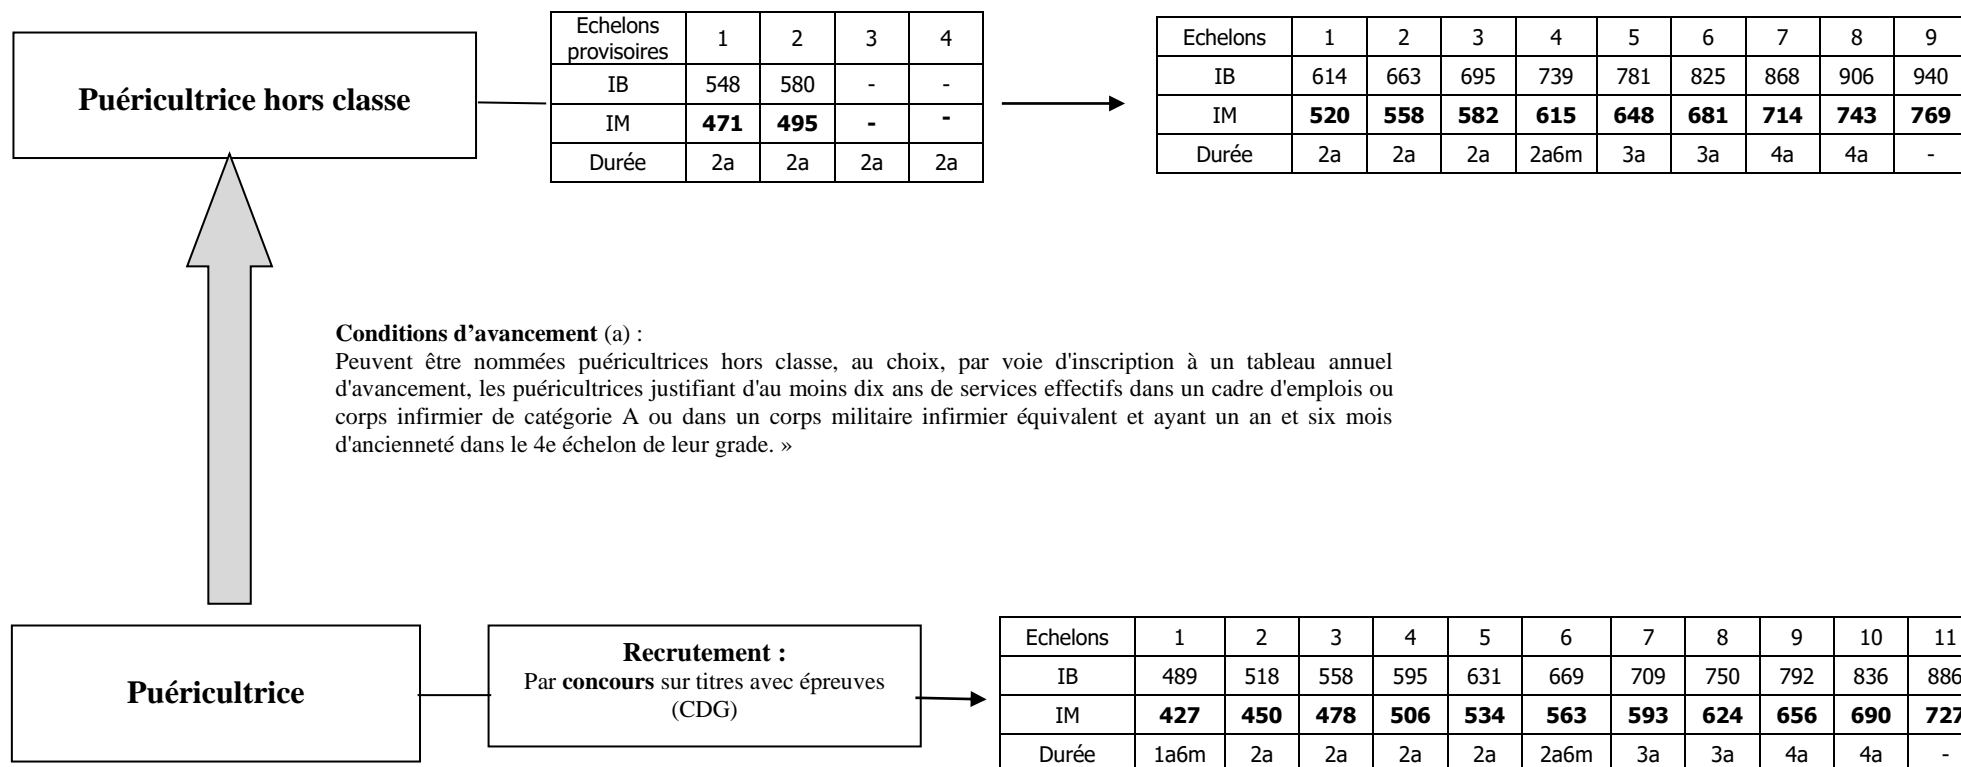 Puéricultrice hors classe
Echelons provisoires 1 2 3 4
IB 548 580 - -
IM 471 495 - -
Durée 2a 2a 2a 2a
Echelons 1 2 3 4 5 6 7 8 9
IB 614 663 695 739 781 825 868 906 940
IM 520 558 582 615 648 681 714 743 769
Durée 2a 2a 2a 2a6m 3a 3a 4a 4a -
Conditions d'avancement (a) :
Peuvent être nommées puéricultrices hors classe, au choix, par voie d'inscription à un tableau annuel
d'avancement, les puéricultrices justifiant d'au moins dix ans de services effectifs dans un cadre d'emplois ou
corps infirmier de catégorie A ou dans un corps militaire infirmier équivalent et ayant un an et six mois
d'ancienneté dans le 4e échelon de leur grade. »
Puéricultrice
Recrutement :
Par concours sur titres avec épreuves
(CDG)
Echelons 1 2 3 4 5 6 7 8 9 10 11
IB 489 518 558 595 631 669 709 750 792 836 886
IM 427 450 478 506 534 563 593 624 656 690 727
Durée 1a6m 2a 2a 2a 2a 2a6m 3a 3a 4a 4a -